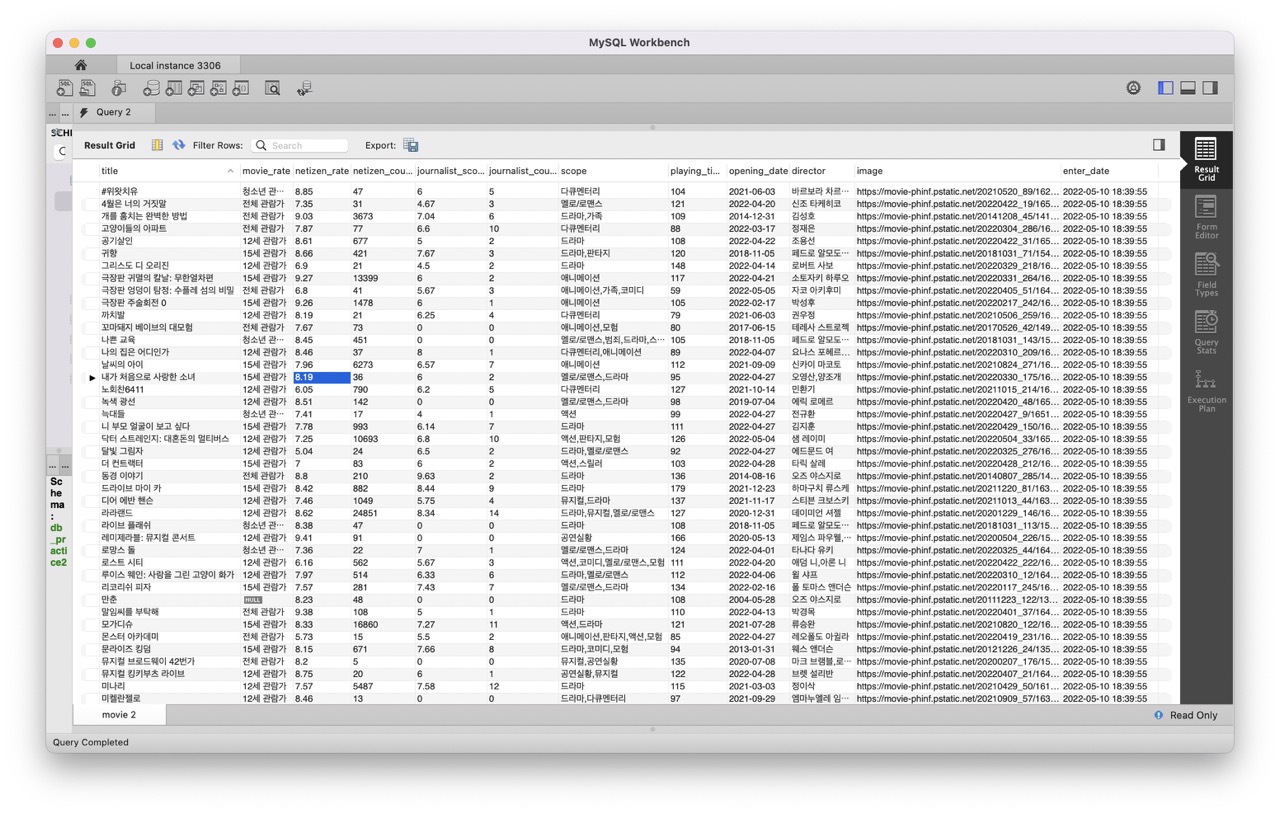 MySQL Workbench
Local instance 3306
Query 2
Result Grid Filter Rows: Search Export:
title movie_rate netizen_rate netizen_cou... journalist_sco... journalist_cou... scope playing_ti... opening_date director image enter_date
#위왓치유 청소년 관… 8.85 47 6 5 다큐멘터리 104 2021-06-03 바르보라 차르… https://movie-phinf.pstatic.net/20210520_89/162... 2022-05-10 18:39:55
4월은 너의 거짓말 전체 관람가 7.35 31 4.67 3 멜로/로맨스 121 2022-04-20 신조 타케히코 https://movie-phinf.pstatic.net/20220422_19/165... 2022-05-10 18:39:55
개를 훔치는 완벽한 방법 전체 관람가 9.03 3673 7.04 6 드라마,가족 109 2014-12-31 김성호 https://movie-phinf.pstatic.net/20141208_45/141... 2022-05-10 18:39:55
고양이들의 아파트 전체 관람가 7.87 77 6.6 10 다큐멘터리 88 2022-03-17 정재은 https://movie-phinf.pstatic.net/20220304_286/16... 2022-05-10 18:39:55
공기살인 12세 관람가 8.61 677 5 2 드라마 108 2022-04-22 조용선 https://movie-phinf.pstatic.net/20220422_31/165... 2022-05-10 18:39:55
귀향 15세 관람가 8.66 421 7.67 3 드라마,판타지 120 2018-11-05 페드로 알모도… https://movie-phinf.pstatic.net/20181031_71/154... 2022-05-10 18:39:55
그리스도 디 오리진 12세 관람가 6.9 21 4.5 2 드라마 148 2022-04-14 로버트 사보 https://movie-phinf.pstatic.net/20220329_218/16... 2022-05-10 18:39:55
극장판 귀멸의 칼날: 무한열차편 15세 관람가 9.27 13399 6 2 애니메이션 117 2022-04-21 소토자키 하루오 https://movie-phinf.pstatic.net/20220331_264/16... 2022-05-10 18:39:55
극장판 엉덩이 탐정: 수플레 섬의 비밀 전체 관람가 6.8 41 5.67 3 애니메이션,가족,코미디 59 2022-05-05 자코 아키후미 https://movie-phinf.pstatic.net/20220405_51/164... 2022-05-10 18:39:55
극장판 주술회전 0 15세 관람가 9.26 1478 6 1 애니메이션 105 2022-02-17 박성후 https://movie-phinf.pstatic.net/20220217_242/16... 2022-05-10 18:39:55
까치발 12세 관람가 8.19 21 6.25 4 다큐멘터리 79 2021-06-03 권우정 https://movie-phinf.pstatic.net/20210506_259/16... 2022-05-10 18:39:55
꼬마돼지 베이브의 대모험 전체 관람가 7.67 73 0 0 애니메이션,모험 80 2017-06-15 테레사 스트로젝 https://movie-phinf.pstatic.net/20170526_42/149... 2022-05-10 18:39:55
나쁜 교육 청소년 관… 8.45 451 0 0 멜로/로맨스,범죄,드라마,스… 105 2018-11-05 페드로 알모도… https://movie-phinf.pstatic.net/20181031_143/15... 2022-05-10 18:39:55
나의 집은 어디인가 12세 관람가 8.46 37 8 1 다큐멘터리,애니메이션 89 2022-04-07 요나스 포헤르… https://movie-phinf.pstatic.net/20220310_209/16... 2022-05-10 18:39:55
날씨의 아이 15세 관람가 7.96 6273 6.57 7 애니메이션 112 2021-09-09 신카이 마코토 https://movie-phinf.pstatic.net/20210824_271/16... 2022-05-10 18:39:55
내가 처음으로 사랑한 소녀 15세 관람가 8.19 36 6 2 멜로/로맨스,드라마 95 2022-04-27 오영산,양조개 https://movie-phinf.pstatic.net/20220330_175/16... 2022-05-10 18:39:55
노회찬6411 12세 관람가 6.05 790 6.2 5 다큐멘터리 127 2021-10-14 민환기 https://movie-phinf.pstatic.net/20210930_205/16... 2022-05-10 18:39:55
녹색 광선 12세 관람가 8.51 142 0 0 멜로/로맨스,드라마 98 2019-07-04 에릭 로메르 https://movie-phinf.pstatic.net/20220420_48/165... 2022-05-10 18:39:55
늑대들 청소년 관… 7.41 17 4 1 액션 99 2022-04-27 전규환 https://movie-phinf.pstatic.net/20220427_9/1651... 2022-05-10 18:39:55
니 부모 얼굴이 보고 싶다 15세 관람가 7.78 993 6.14 7 드라마 111 2022-04-27 김지훈 https://movie-phinf.pstatic.net/20220429_150/16... 2022-05-10 18:39:55
닥터 스트레인지: 대혼돈의 멀티버스 12세 관람가 7.25 10693 6.8 10 액션,판타지,모험 126 2022-05-04 샘 레이미 https://movie-phinf.pstatic.net/20220504_33/165... 2022-05-10 18:39:55
달빛 그림자 12세 관람가 5.04 24 6.5 2 드라마,멜로/로맨스 92 2022-04-27 에드문드 여 https://movie-phinf.pstatic.net/20220325_276/16... 2022-05-10 18:39:55
더 컨트랙터 15세 관람가 7 83 6 2 액션,스릴러 103 2022-04-28 타릭 살레 https://movie-phinf.pstatic.net/20220428_212/16... 2022-05-10 18:39:55
동경 이야기 전체 관람가 8.8 210 9.63 2 드라마 136 2014-08-16 오즈 야스지로 https://movie-phinf.pstatic.net/20140807_285/14... 2022-05-10 18:39:55
드라이브 마이 카 15세 관람가 8.42 882 8.44 9 드라마 179 2021-12-23 하마구치 류스케 https://movie-phinf.pstatic.net/20211220_81/163... 2022-05-10 18:39:55
디어 에반 핸슨 12세 관람가 7.46 1049 5.75 4 뮤지컬,드라마 137 2021-11-17 스티븐 크보스키 https://movie-phinf.pstatic.net/20211013_44/163... 2022-05-10 18:39:55
라라랜드 12세 관람가 8.62 24851 8.34 14 드라마,뮤지컬,멜로/로맨스 127 2020-12-31 데이미언 셔젤 https://movie-phinf.pstatic.net/20201229_146/16... 2022-05-10 18:39:55
라이브 플래쉬 청소년 관… 8.38 47 0 0 드라마 108 2018-11-05 페드로 알모도… https://movie-phinf.pstatic.net/20181031_113/15... 2022-05-10 18:39:55
레미제라블: 뮤지컬 콘서트 12세 관람가 9.41 91 0 0 공연실황 166 2020-05-13 제임스 파우웰,… https://movie-phinf.pstatic.net/20200504_226/15... 2022-05-10 18:39:55
로망스 돌 청소년 관… 7.36 22 7 1 멜로/로맨스,드라마 124 2022-04-01 타나다 유키 https://movie-phinf.pstatic.net/20220325_44/164... 2022-05-10 18:39:55
로스트 시티 12세 관람가 6.16 562 5.67 3 액션,코미디,멜로/로맨스,모험 111 2022-04-20 애덤 니,아론 니 https://movie-phinf.pstatic.net/20220422_222/16... 2022-05-10 18:39:55
루이스 웨인: 사랑을 그린 고양이 화가 12세 관람가 7.97 514 6.33 6 드라마,멜로/로맨스 112 2022-04-06 윌 샤프 https://movie-phinf.pstatic.net/20220310_12/164... 2022-05-10 18:39:55
리코리쉬 피자 15세 관람가 7.57 281 7.43 7 멜로/로맨스,드라마 134 2022-02-16 폴 토마스 앤더슨 https://movie-phinf.pstatic.net/20220117_245/16... 2022-05-10 18:39:55
만춘 NULL 8.23 48 0 0 드라마 108 2004-05-28 오즈 야스지로 https://movie-phinf.pstatic.net/20111223_122/13... 2022-05-10 18:39:55
말임씨를 부탁해 전체 관람가 9.38 108 5 1 드라마 110 2022-04-13 박경목 https://movie-phinf.pstatic.net/20220401_37/164... 2022-05-10 18:39:55
모가디슈 15세 관람가 8.33 16860 7.27 11 액션,드라마 121 2021-07-28 류승완 https://movie-phinf.pstatic.net/20210820_122/16... 2022-05-10 18:39:55
몬스터 아카데미 전체 관람가 5.73 15 5.5 2 애니메이션,판타지,액션,모험 85 2022-04-27 레오폴도 아귈라 https://movie-phinf.pstatic.net/20220419_231/16... 2022-05-10 18:39:55
문라이즈 킹덤 15세 관람가 8.15 671 7.66 8 드라마,코미디,모험 94 2013-01-31 웨스 앤더슨 https://movie-phinf.pstatic.net/20121226_24/135... 2022-05-10 18:39:55
뮤지컬 브로드웨이 42번가 전체 관람가 8.2 5 0 0 뮤지컬,공연실황 135 2020-07-08 마크 브램블,로… https://movie-phinf.pstatic.net/20200207_176/15... 2022-05-10 18:39:55
뮤지컬 킹키부츠 라이브 12세 관람가 8.75 20 6 1 공연실황,뮤지컬 122 2022-04-28 브렛 설리반 https://movie-phinf.pstatic.net/20220407_21/164... 2022-05-10 18:39:55
미나리 12세 관람가 7.57 5487 7.58 12 드라마 115 2021-03-03 정이삭 https://movie-phinf.pstatic.net/20210429_50/161... 2022-05-10 18:39:55
미켈란젤로 12세 관람가 8.46 13 0 0 드라마,다큐멘터리 97 2021-09-29 엠마누엘레 임… https://movie-phinf.pstatic.net/20210909_57/163... 2022-05-10 18:39:55
Result
Grid
Form
Editor
Field
Types
Query
Stats
Execution
Plan
Sc
he
ma
:
db
_pr
acti
ce2
movie 2
Read Only
Query Completed